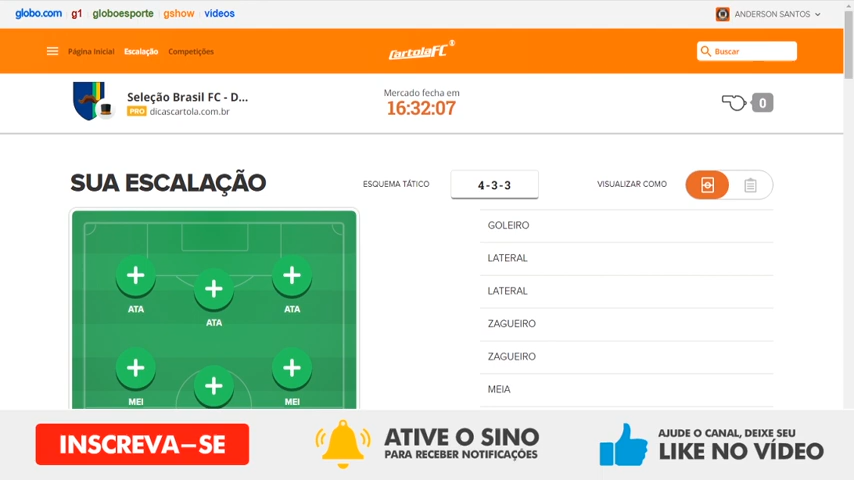 globo.com g1 globoesporte gshow vídeos ANDERSON SANTOS
Página Inicial Escalação Competições CartolaFC® Buscar
Seleção Brasil FC - D...
PRO dicascartola.com.br
Mercado fecha em
16:32:07
0
SUA ESCALAÇÃO
ESQUEMA TÁTICO 4-3-3 VISUALIZAR COMO
ATA ATA ATA
MEI MEI
GOLEIRO
LATERAL
LATERAL
ZAGUEIRO
ZAGUEIRO
MEIA
INSCREVA-SE
ATIVE O SINO
PARA RECEBER NOTIFICAÇÕES
AJUDE O CANAL, DEIXE SEU
LIKE NO VÍDEO